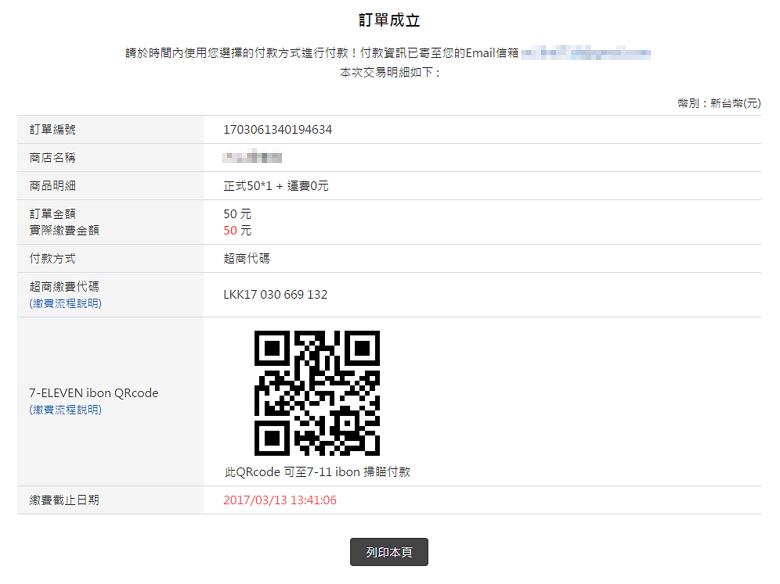 訂單成立
請於時間內使用您選擇的付款方式進行付款！付款資訊已寄至您的Email信箱
本次交易明細如下：
幣別：新台幣(元)
訂單編號 1703061340194634
商店名稱
商品明細 正式50*1 + 運費0元
訂單金額 50 元
實際繳費金額 50 元
付款方式 超商代碼
超商繳費代碼
(繳費流程說明)
LKK17 030 669 132
7-ELEVEN ibon QRcode
(繳費流程說明)
此QRcode 可至7-11 ibon 掃瞄付款
繳費截止日期 2017/03/13 13:41:06
列印本頁